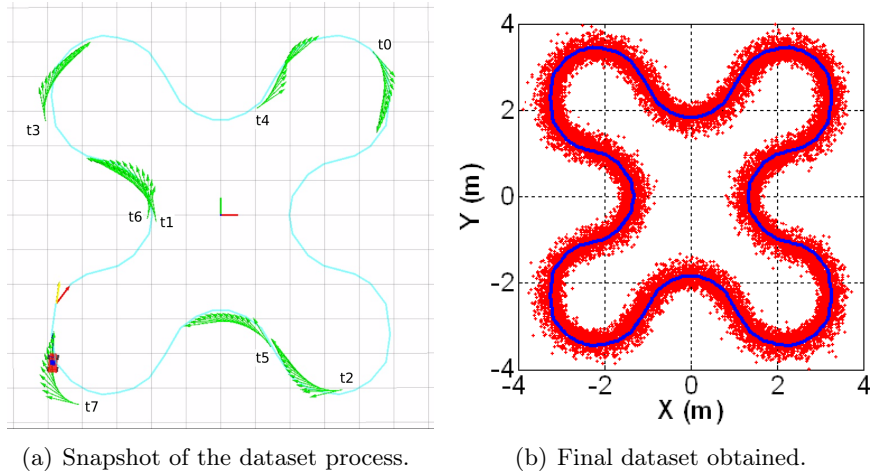 t0
t3
t4
t6
t1
t5
t2
t7
4
2
0
-2
-4
Y (m)
-4
-2
0
2
4
X (m)
(a) Snapshot of the dataset process.
(b) Final dataset obtained.